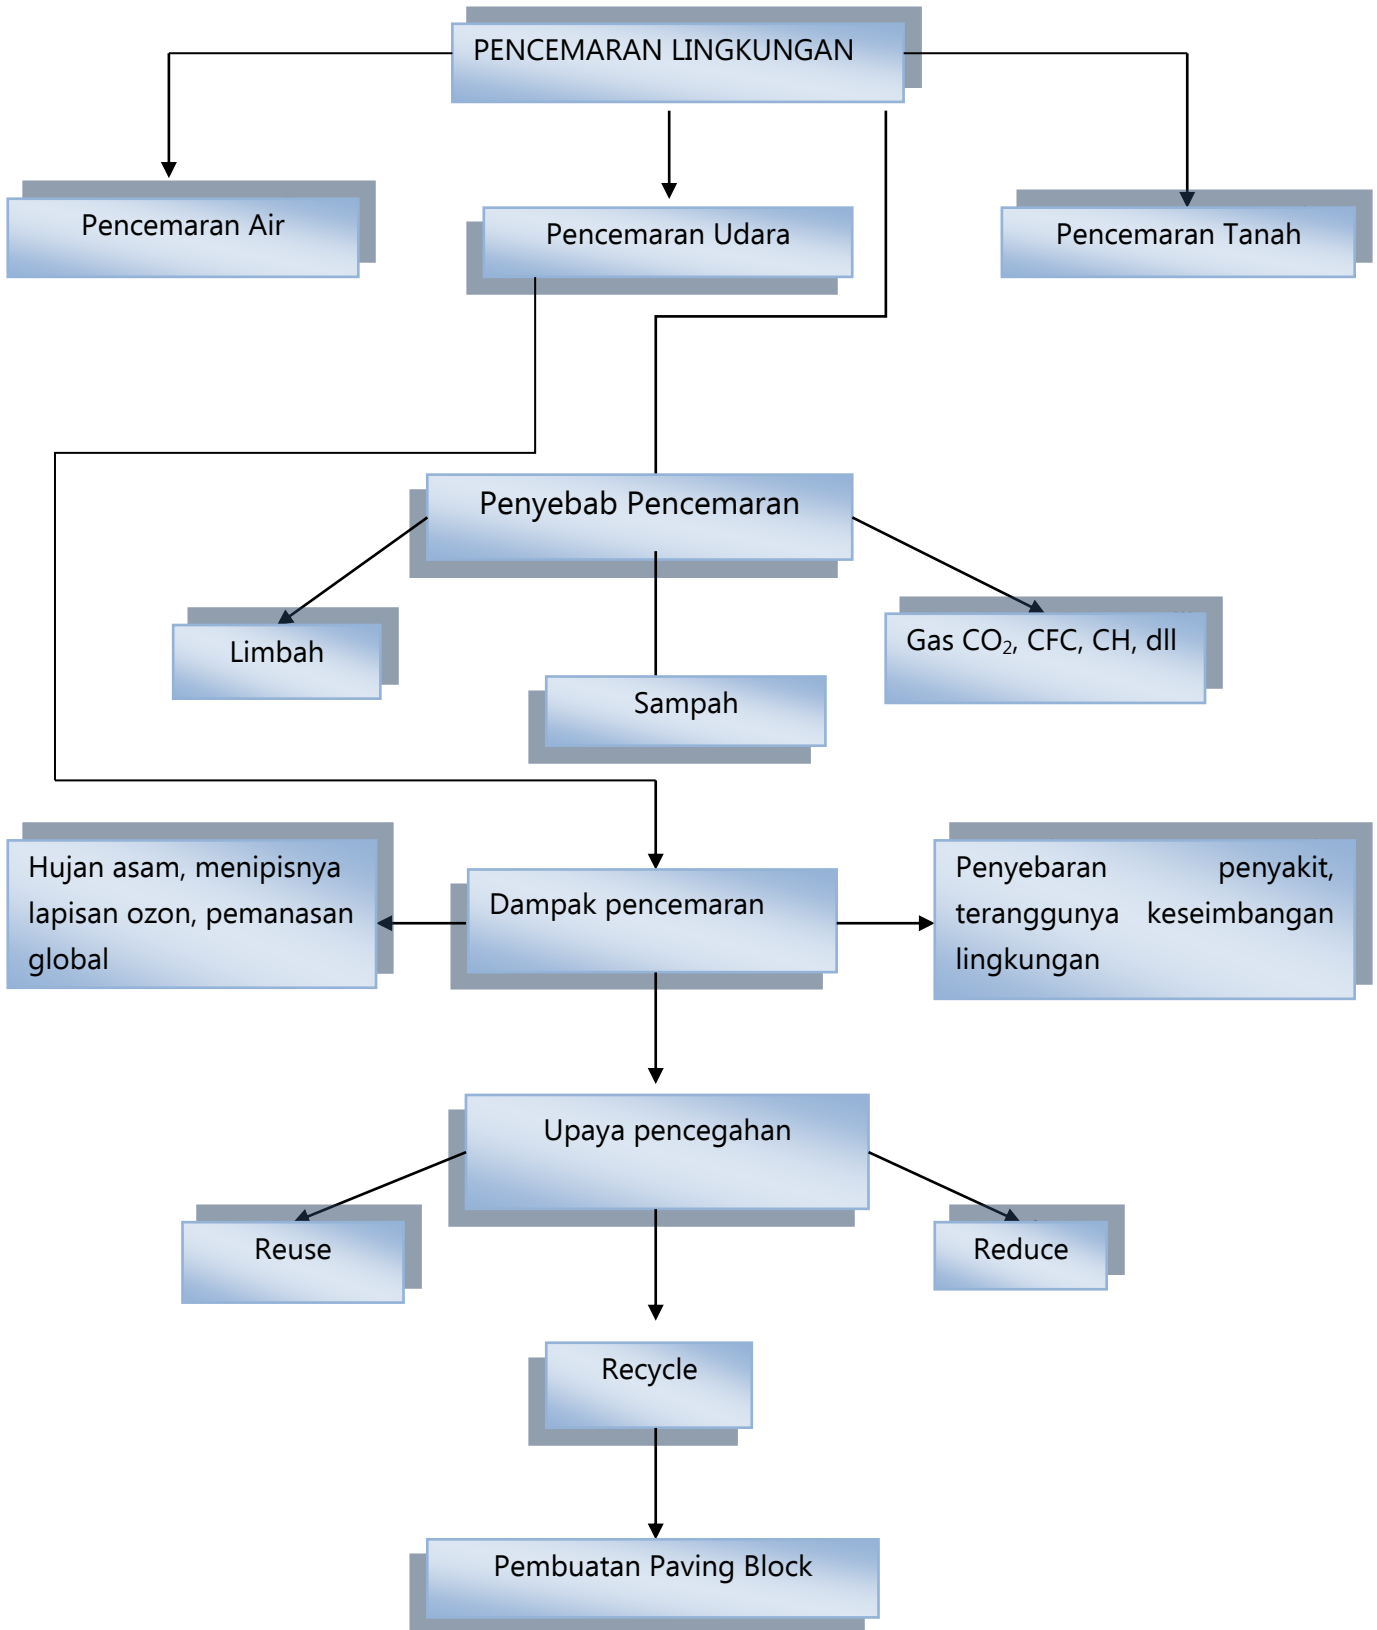 PENCEMARAN LINGKUNGAN
Pencemaran Air
Pencemaran Udara
Pencemaran Tanah
Penyebab Pencemaran
Limbah
Gas CO₂, CFC, CH, dll
Sampah
Hujan asam, menipisnya
lapisan ozon, pemanasan
global
Dampak pencemaran
Penyebaran penyakit,
teranggunya keseimbangan
lingkungan
Upaya pencegahan
Reuse
Reduce
Recycle
Pembuatan Paving Block